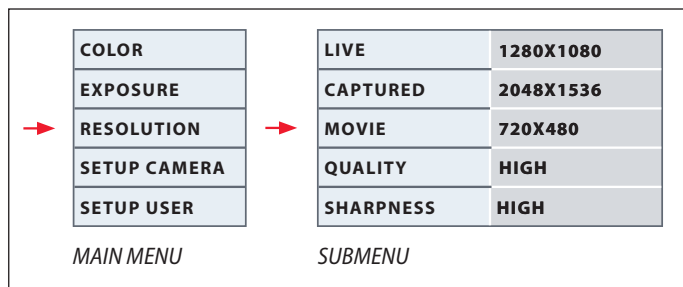 COLOR
EXPOSURE
RESOLUTION
SETUP CAMERA
SETUP USER
MAIN MENU
LIVE 1280X1080
CAPTURED 2048X1536
MOVIE 720X480
QUALITY HIGH
SHARPNESS HIGH
SUBMENU